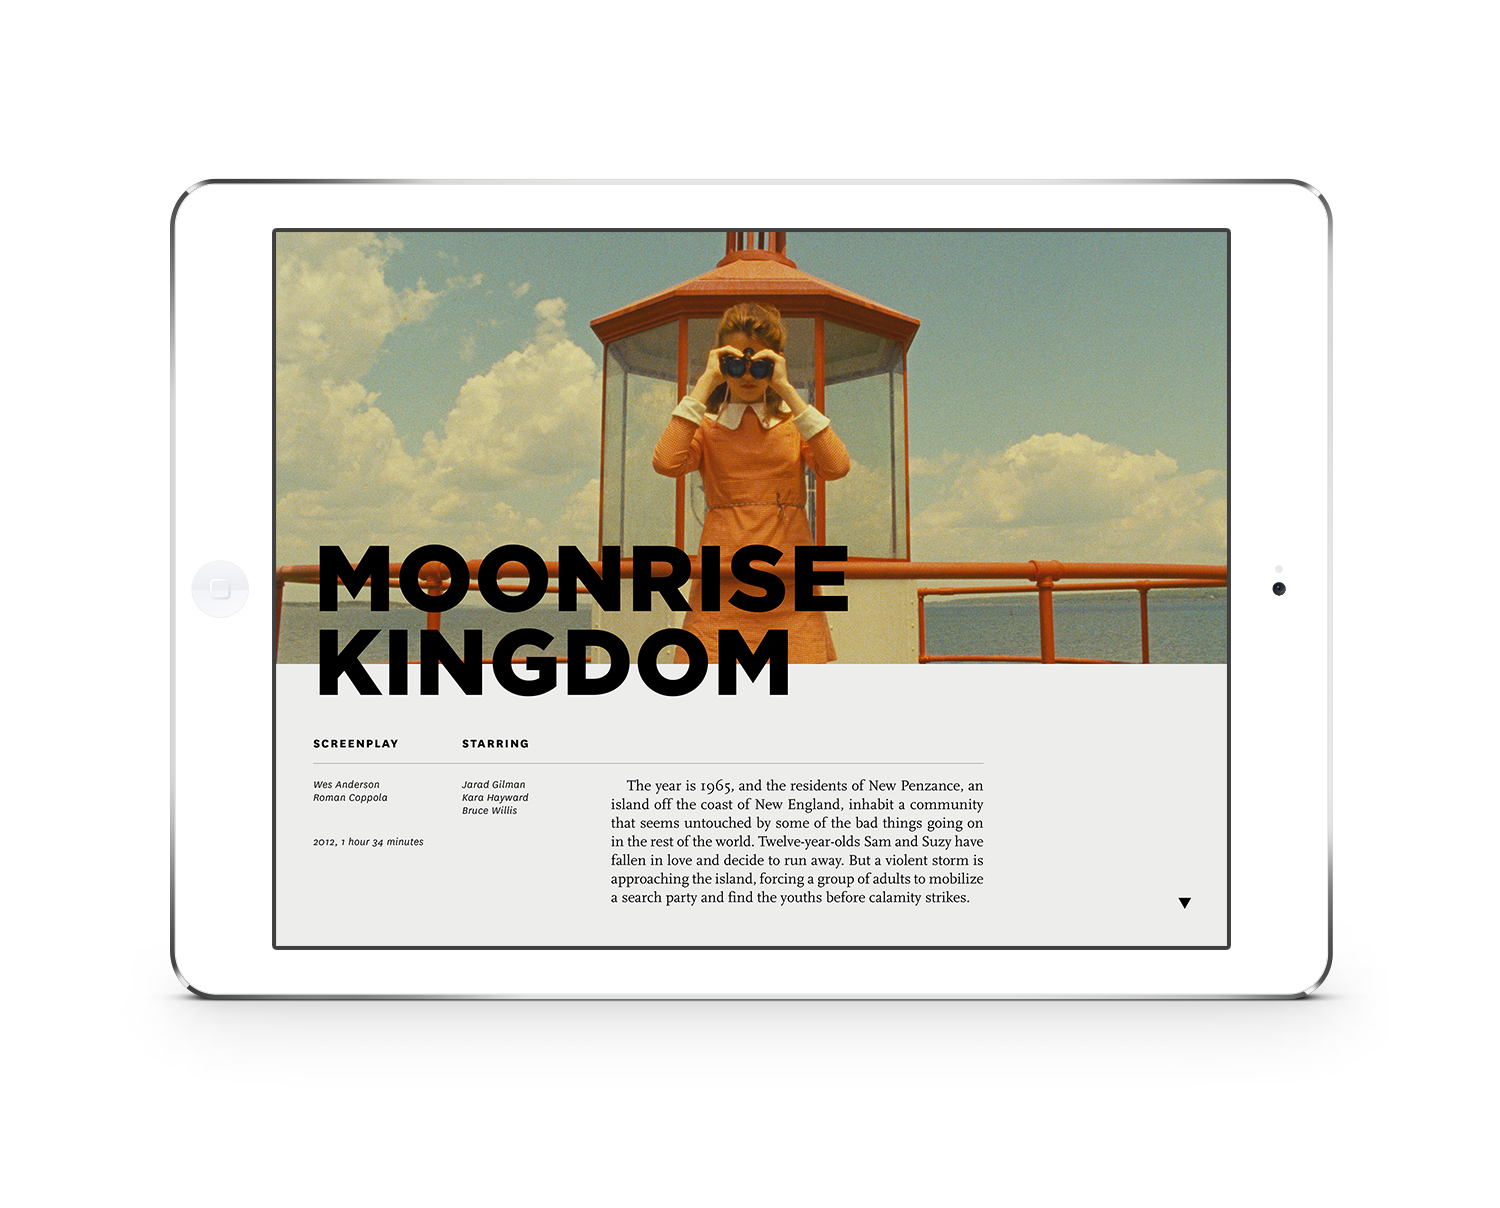 MOONRISE
KINGDOM
SCREENPLAY
STARRING
Wes Anderson
Roman Coppola
Jarad Gilman
Kara Hayward
Bruce Willis
2012, 1 hour 34 minutes
The year is 1965, and the residents of New Penzance, an
island off the coast of New England, inhabit a community
that seems untouched by some of the bad things going on
in the rest of the world. Twelve-year-olds Sam and Suzy have
fallen in love and decide to run away. But a violent storm is
approaching the island, forcing a group of adults to mobilize
a search party and find the youths before calamity strikes.